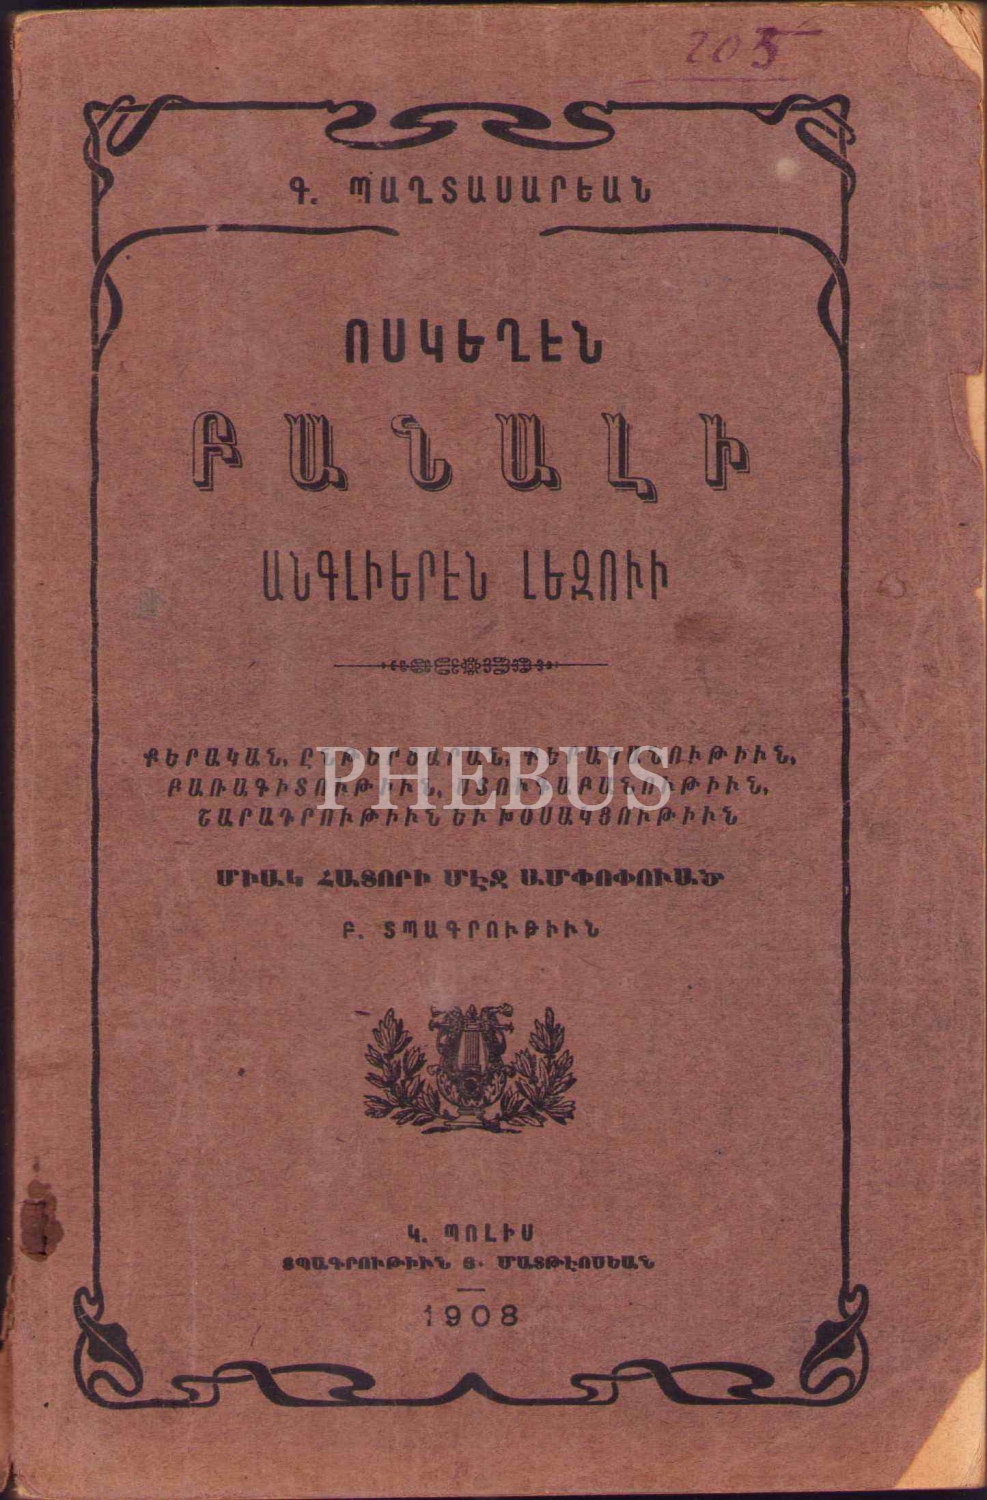 205
Գ. ՊԱՂՏԱՍԱՐԵԱՆ
ՈՍԿԵՂԷՆ
ԲԱՆԱԼԻ
ԱՆԳԼԻԵՐԷՆ ԼԵԶՈՒԻ
ՔԵՐԱԿԱՆ, ԸՆԹԵՐՑԱՐԱՆ,
ԲԱՌԱԳԻՏՈՒԹԻՒՆ, ՍՏՈՒԳԱԲԱՆՈՒԹԻՒՆ,
ՇԱՐԱԴՐՈՒԹԻՒՆ ԵՒ ԽՕՍԱԿՑՈՒԹԻՒՆ
ՄԻԱԿ ՀԱՏՈՐԻ ՄԷՋ ԱՄՓՈՓՈՒԱԾ
Բ. ՏՊԱԳՐՈՒԹԻՒՆ
Կ. ՊՈԼԻՍ
ՏՊԱԳՐՈՒԹԻՒՆ Յ. ՄԱՏԹԷՈՍԵԱՆ
1908
PHEBUS